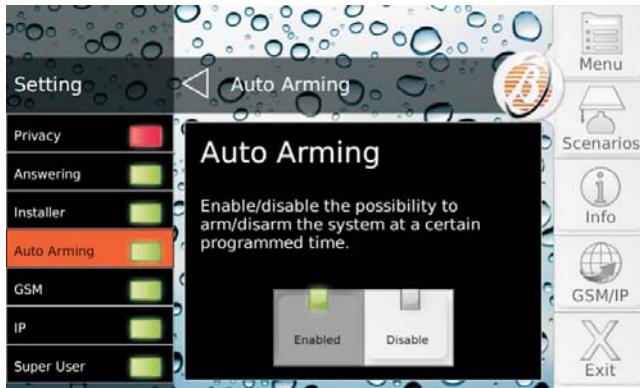 Setting
Auto Arming
Privacy
Answering
Installer
Auto Arming
GSM
IP
Super User
Auto Arming
Enable/disable the possibility to
arm/disarm the system at a certain
programmed time.
Enabled
Disable
Menu
Scenarios
Info
GSM/IP
Exit